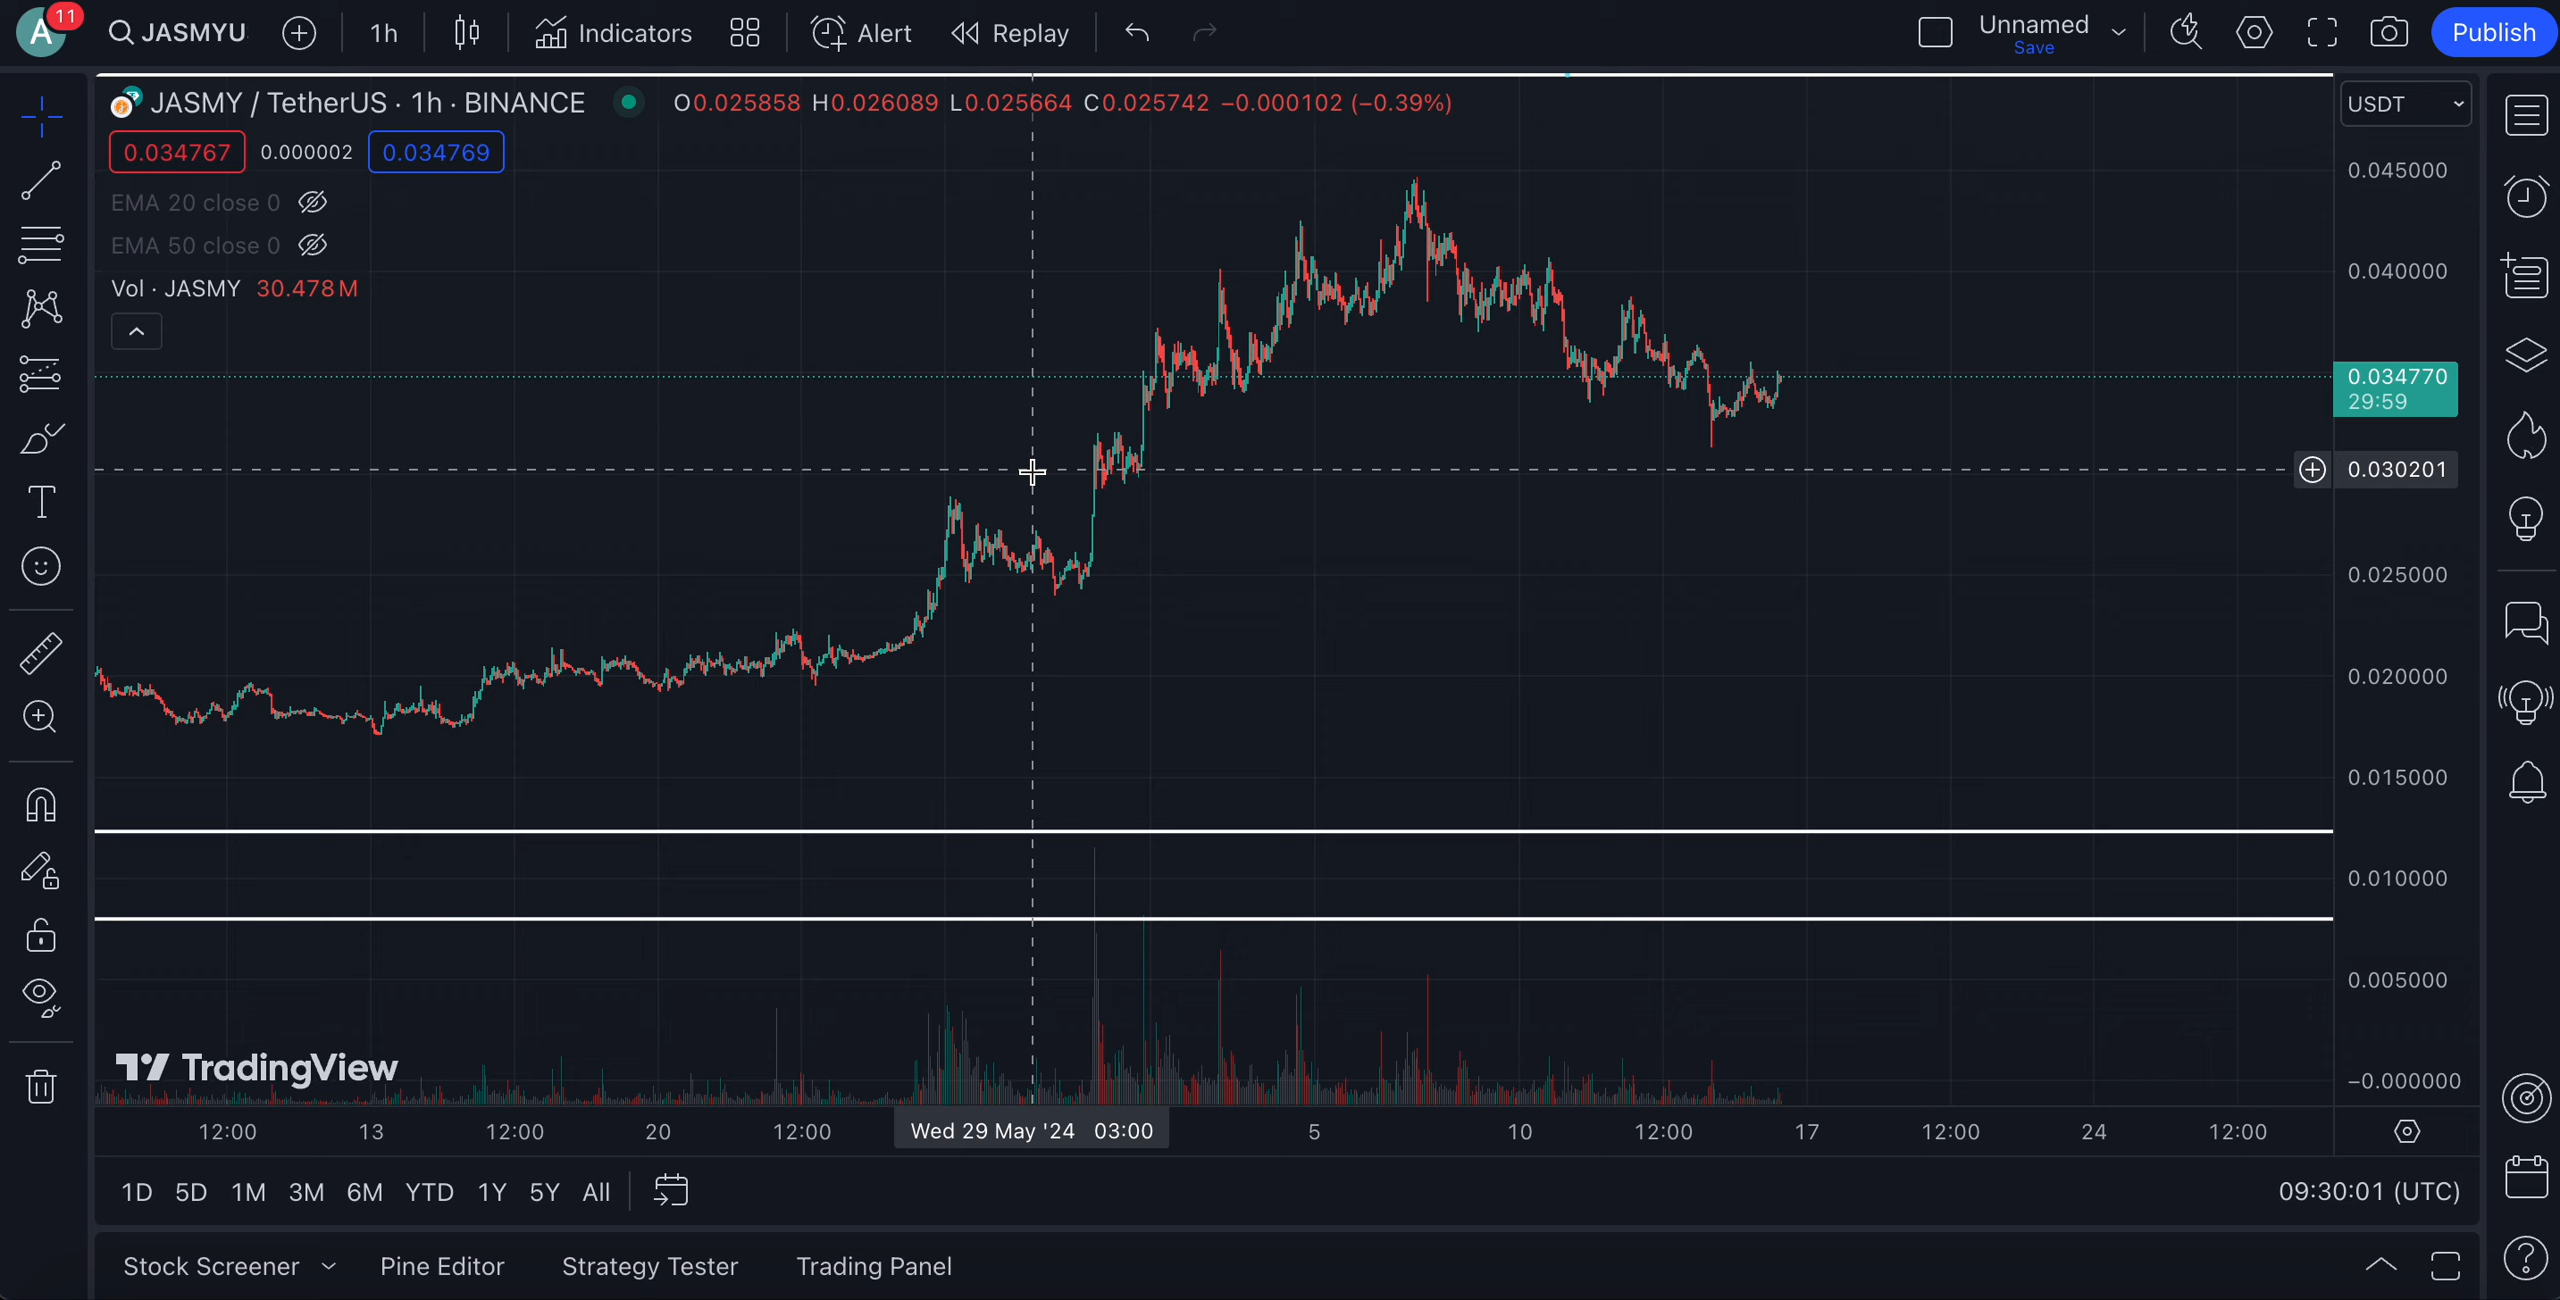 A 11 JASMYU 1h Indicators Alert Replay Unnamed Save Publish
JASMY / TetherUS · 1h · BINANCE O0.025858 H0.026089 L0.025664 C0.025742 −0.000102 (−0.39%) USDT
0.034767 0.000002 0.034769
EMA 20 close 0
EMA 50 close 0
Vol · JASMY 30.478 M
0.045000
0.040000
0.034770
29:59
0.030201
0.025000
0.020000
0.015000
0.010000
0.005000
−0.000000
TradingView
12:00 13 12:00 20 12:00 Wed 29 May '24 03:00 5 10 12:00 17 12:00 24 12:00
1D 5D 1M 3M 6M YTD 1Y 5Y All 09:30:01 (UTC)
Stock Screener Pine Editor Strategy Tester Trading Panel